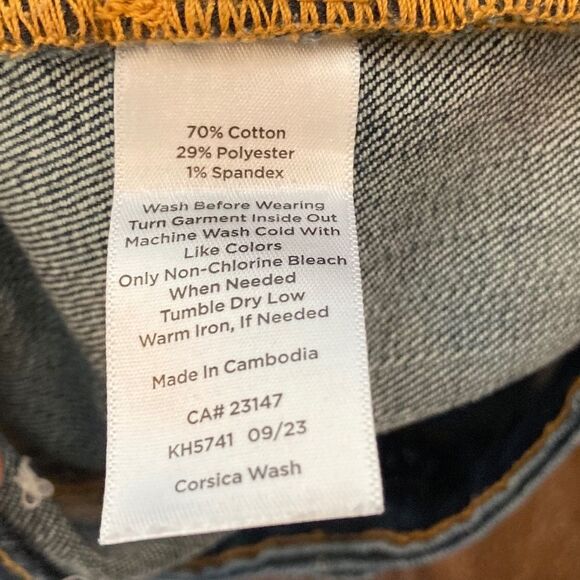 70% Cotton
29% Polyester
1% Spandex
Wash Before Wearing
Turn Garment Inside Out
Machine Wash Cold With
Like Colors
Only Non-Chlorine Bleach
When Needed
Tumble Dry Low
Warm Iron, If Needed
Made In Cambodia
CA# 23147
KH5741 09/23
Corsica Wash